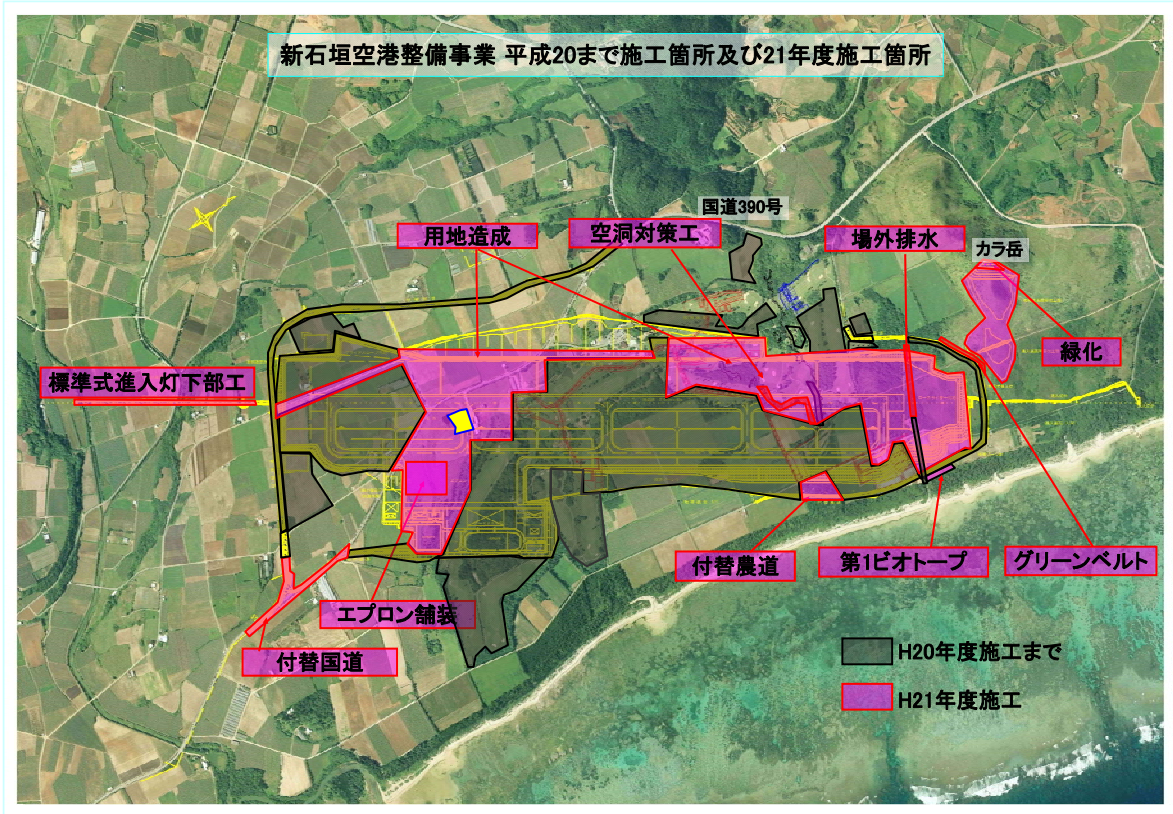 新石垣空港整備事業 平成20まで施工箇所及び21年度施工箇所
国道390号
用地造成
空洞対策工
場外排水
カラ岳
緑化
標準式進入灯下部工
付替農道
第1ビオトープ
グリーンベルト
エプロン舗装
付替国道
H20年度施工まで
H21年度施工